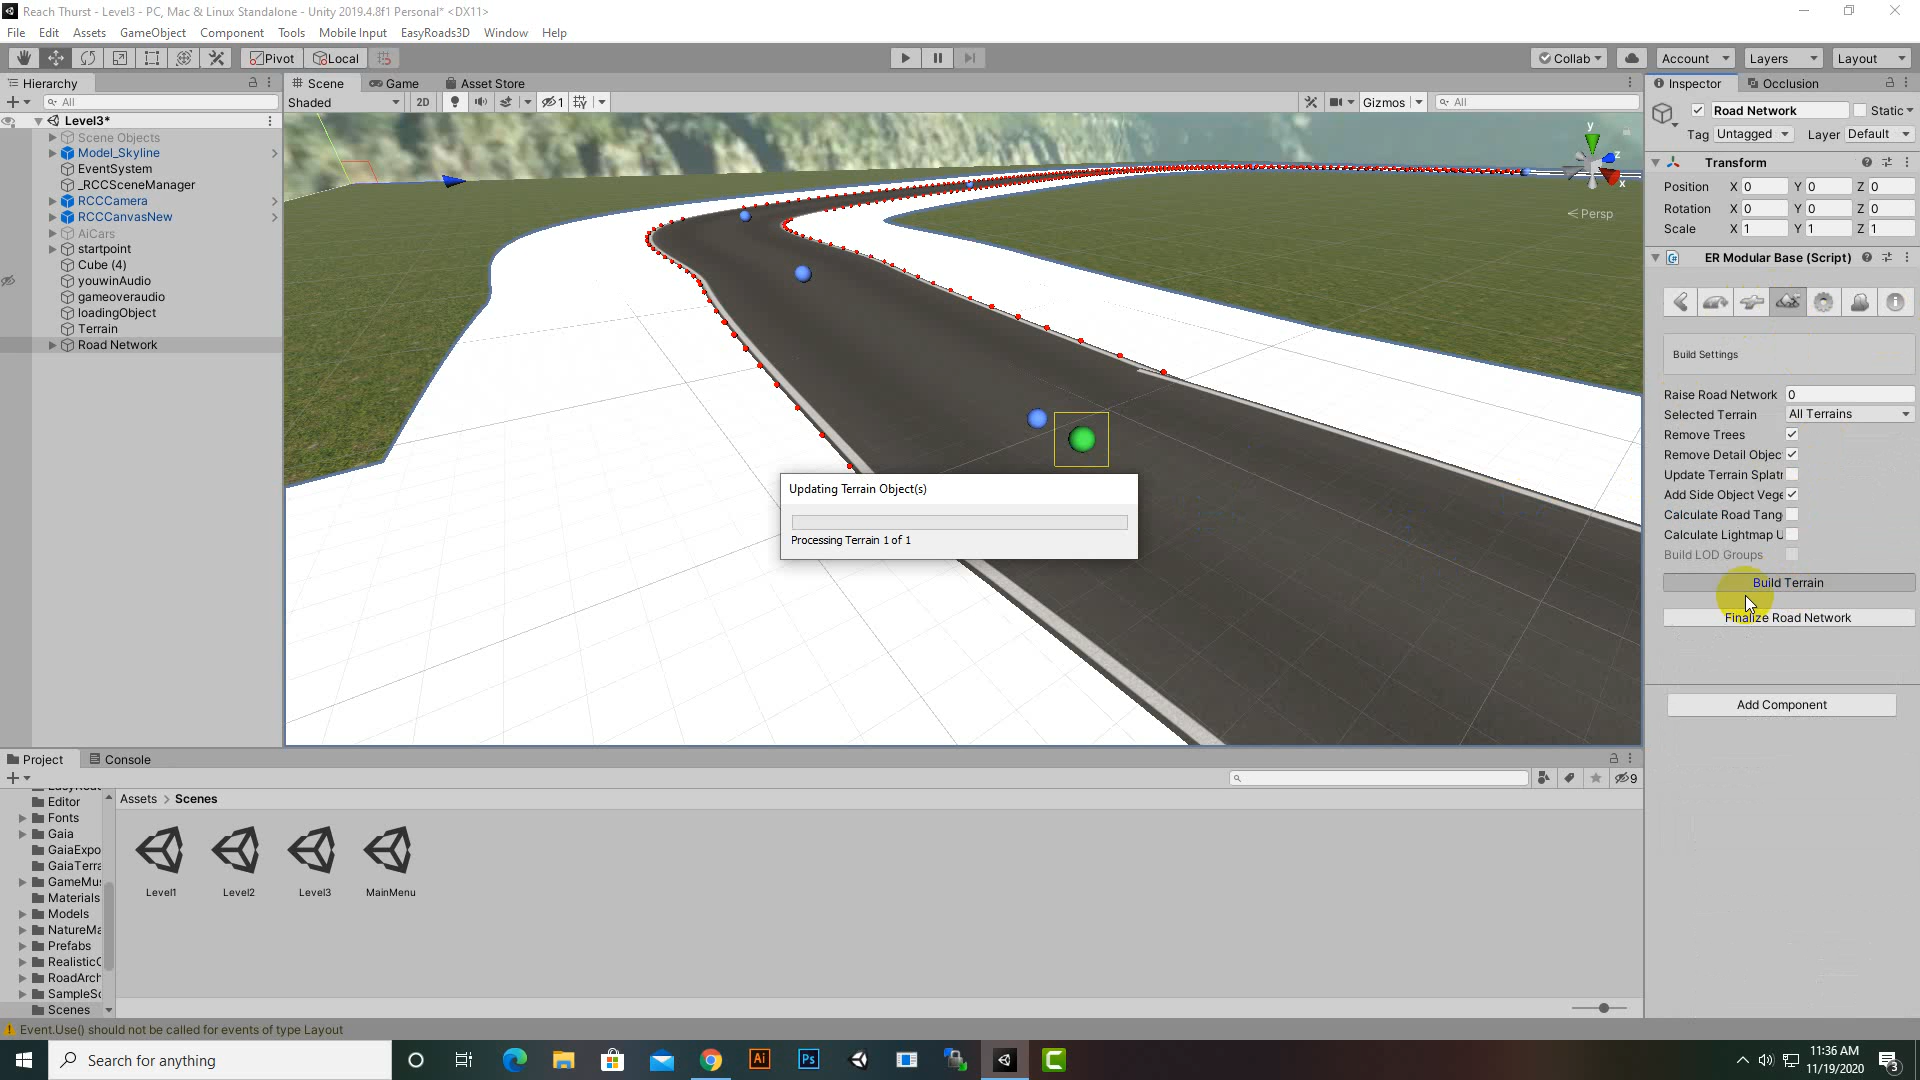 Reach Thurst - Level3 - PC, Mac & Linux Standalone - Unity 2019.4.8f1 Personal* <DX11>
File Edit Assets GameObject Component Tools Mobile Input EasyRoads3D Window Help
Pivot Local Collab Account Layers Layout
Hierarchy
All
Level3*
Scene Objects
Model_Skyline
EventSystem
_RCCSceneManager
RCCCamera
RCCCanvasNew
AiCars
startpoint
Cube (4)
youwinAudio
gameoveraudio
loadingObject
Terrain
Road Network
Scene Game Asset Store
Shaded 2D 1 Gizmos All
y
z
x
Persp
Updating Terrain Object(s)
Processing Terrain 1 of 1
Inspector Occlusion
Road Network Static
Tag Untagged Layer Default
Transform
Position X 0 Y 0 Z 0
Rotation X 0 Y 0 Z 0
Scale X 1 Y 1 Z 1
ER Modular Base (Script)
Build Settings
Raise Road Network 0
Selected Terrain All Terrains
Remove Trees
Remove Detail Objec
Update Terrain Splat
Add Side Object Vege
Calculate Road Tang
Calculate Lightmap U
Build LOD Groups
Build Terrain
Finalize Road Network
Add Component
Project Console
9
Editor
Fonts
Gaia
GaiaExpo
GaiaTerra
GameMus
Materials
Models
NatureMa
Prefabs
RealisticC
RoadArch
SampleSc
Scenes
Assets > Scenes
Level1 Level2 Level3 MainMenu
Event.Use() should not be called for events of type Layout
Search for anything
Ai Ps
11:36 AM
11/19/2020
3